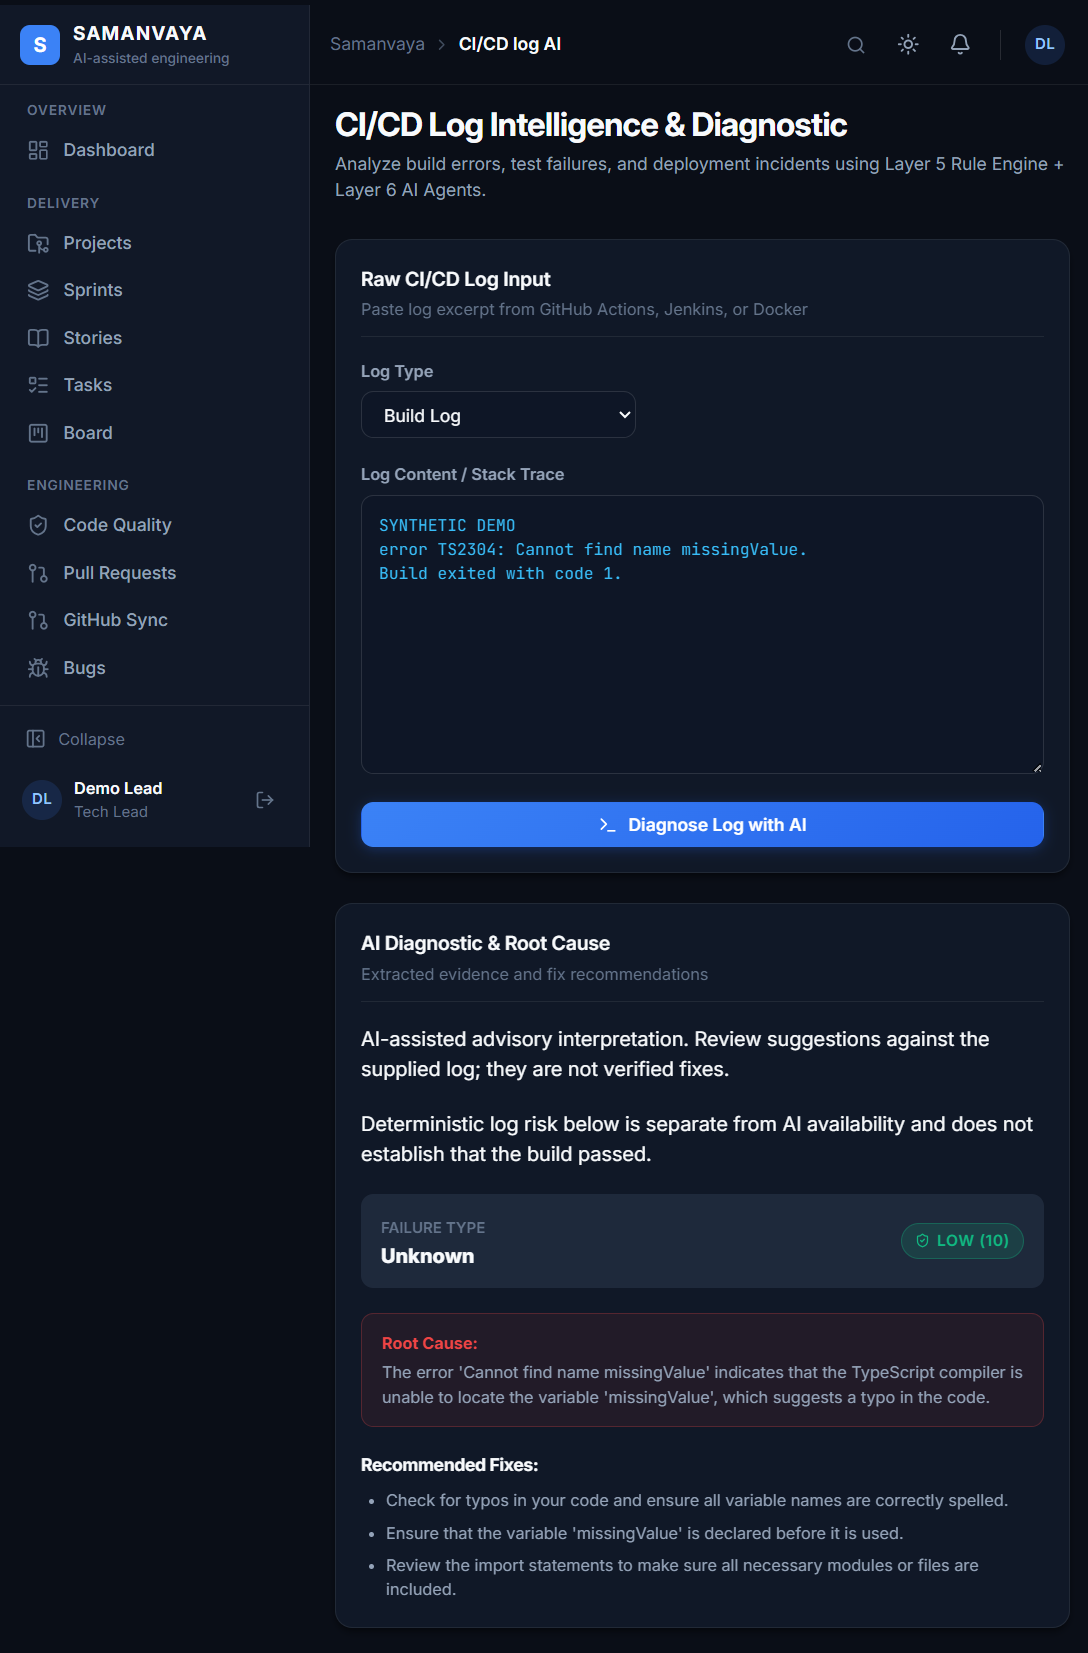 S
SAMANVAYA
AI-assisted engineering
OVERVIEW
Dashboard
DELIVERY
Projects
Sprints
Stories
Tasks
Board
ENGINEERING
Code Quality
Pull Requests
GitHub Sync
Bugs
Collapse
DL
Demo Lead
Tech Lead
Samanvaya > CI/CD log AI
DL
CI/CD Log Intelligence & Diagnostic
Analyze build errors, test failures, and deployment incidents using Layer 5 Rule Engine +
Layer 6 AI Agents.
Raw CI/CD Log Input
Paste log excerpt from GitHub Actions, Jenkins, or Docker
Log Type
Build Log
Log Content / Stack Trace
SYNTHETIC DEMO
error TS2304: Cannot find name missingValue.
Build exited with code 1.
Diagnose Log with AI
AI Diagnostic & Root Cause
Extracted evidence and fix recommendations
AI-assisted advisory interpretation. Review suggestions against the
supplied log; they are not verified fixes.
Deterministic log risk below is separate from AI availability and does not
establish that the build passed.
FAILURE TYPE
Unknown
LOW (10)
Root Cause:
The error 'Cannot find name missingValue' indicates that the TypeScript compiler is
unable to locate the variable 'missingValue', which suggests a typo in the code.
Recommended Fixes:
• Check for typos in your code and ensure all variable names are correctly spelled.
• Ensure that the variable 'missingValue' is declared before it is used.
• Review the import statements to make sure all necessary modules or files are
included.